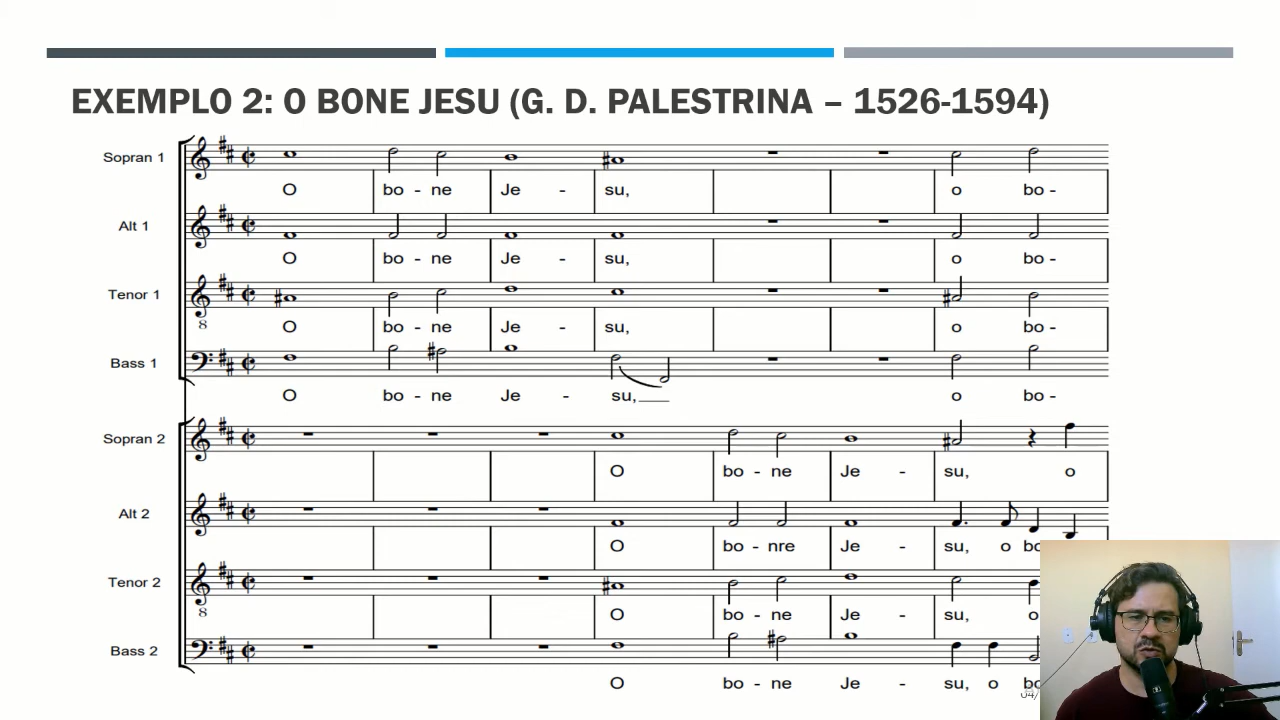 EXEMPLO 2: O BONE JESU (G. D. PALESTRINA – 1526-1594)
Sopran 1
O bo - ne Je - su, o bo -
Alt 1
O bo - ne Je - su, o bo -
Tenor 1
8
O bo - ne Je - su, o bo -
Bass 1
O bo - ne Je - su,___ o bo -
Sopran 2
O bo - ne Je - su, o
Alt 2
O bo - nre Je - su, o
Tenor 2
8
O bo - ne Je - su, o
Bass 2
O bo - ne Je - su, o